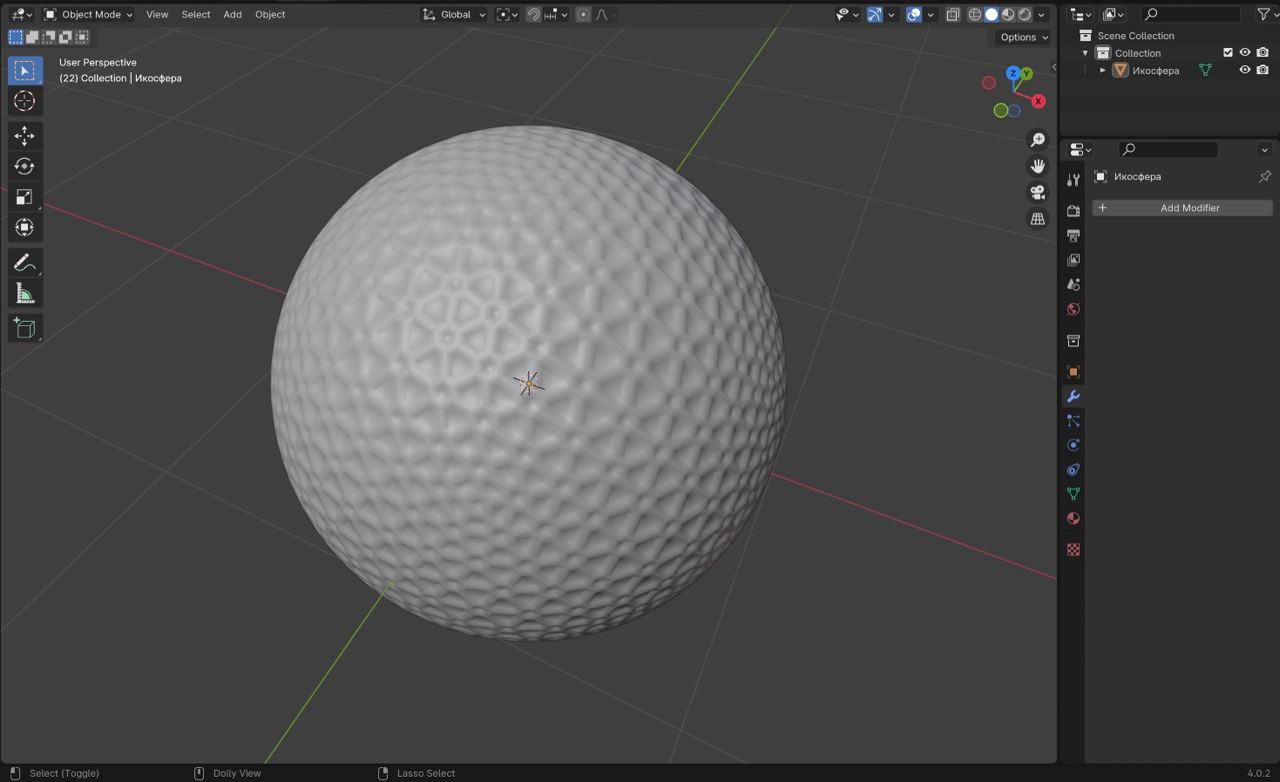 Object Mode View Select Add Object Global
Options
User Perspective
(22) Collection | Икосфера
Z Y
X
Scene Collection
Collection
Икосфера
Икосфера
+ Add Modifier
Select (Toggle) Dolly View Lasso Select 4.0.2